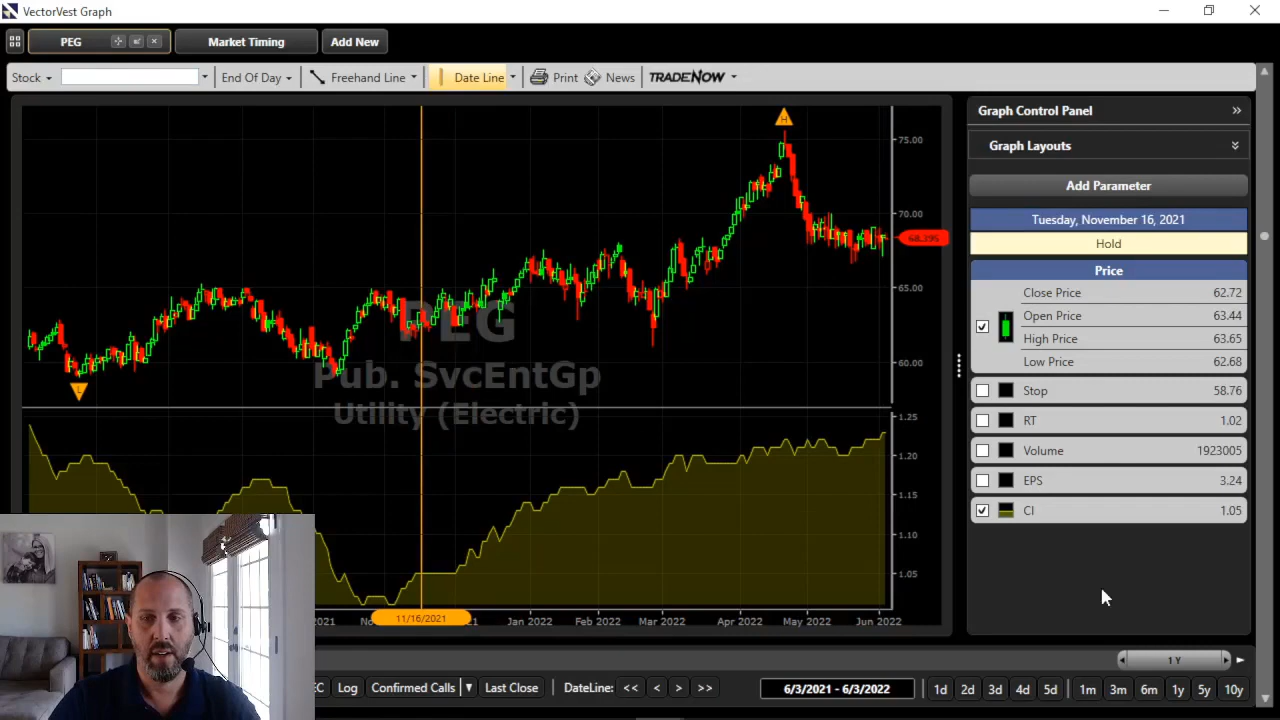 VectorVest Graph
PEG
Market Timing
Add New
Stock
End Of Day
Freehand Line
Date Line
Print
News
TRADENOW
Graph Control Panel
Graph Layouts
Add Parameter
Tuesday, November 16, 2021
Hold
Price
Close Price 62.72
Open Price 63.44
High Price 63.65
Low Price 62.68
Stop 58.76
RT 1.02
Volume 1923005
EPS 3.24
CI 1.05
H
75.00
70.00
68.395
65.00
60.00
L
PEG
Pub. SvcEntGp
Utility (Electric)
1.25
1.20
1.15
1.10
1.05
2021
11/16/2021
Jan 2022
Feb 2022
Mar 2022
Apr 2022
May 2022
Jun 2022
1 Y
Log
Confirmed Calls
Last Close
DateLine:
<<
<
>
>>
6/3/2021 - 6/3/2022
1d
2d
3d
4d
5d
1m
3m
6m
1y
5y
10y